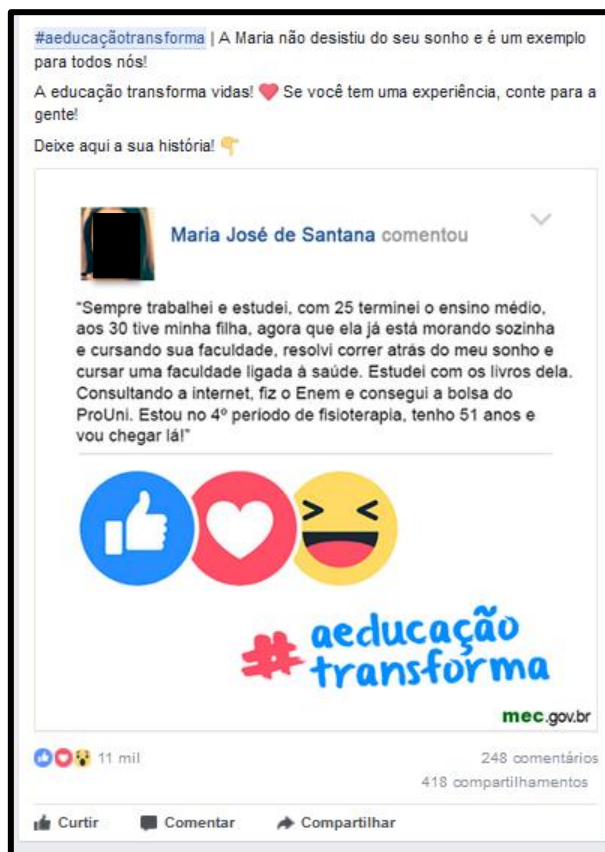 #aeducaçãotransforma | A Maria não desistiu do seu sonho e é um exemplo
para todos nós!
A educação transforma vidas! ❤ Se você tem uma experiência, conte para a
gente!
Deixe aqui a sua história! 👇
Maria José de Santana comentou
“Sempre trabalhei e estudei, com 25 terminei o ensino médio,
aos 30 tive minha filha, agora que ela já está morando sozinha
e cursando sua faculdade, resolvi correr atrás do meu sonho e
cursar uma faculdade ligada à saúde. Estudei com os livros dela.
Consultando a internet, fiz o Enem e consegui a bolsa do
ProUni. Estou no 4º período de fisioterapia, tenho 51 anos e
vou chegar lá!”
# aeducação
transforma
mec.gov.br
11 mil
248 comentários
418 compartilhamentos
Curtir Comentar Compartilhar